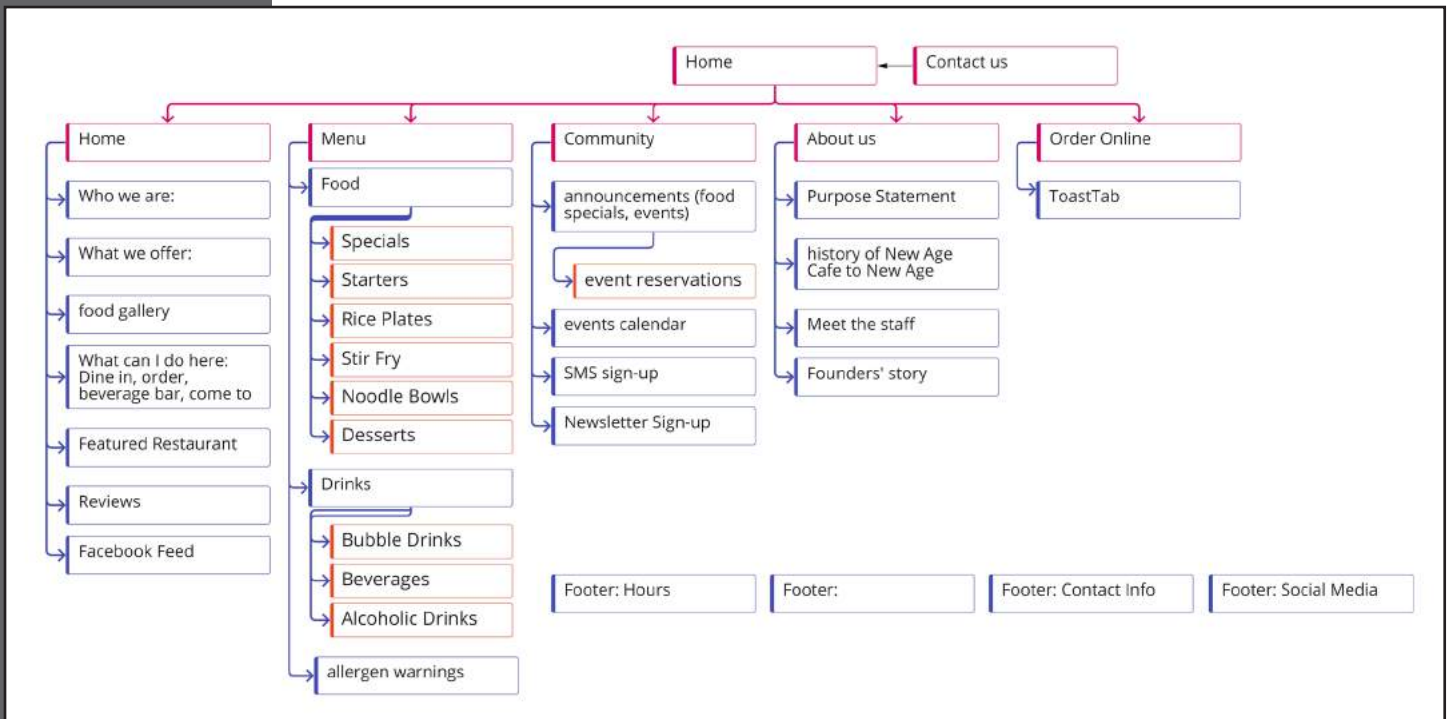 Home
Contact us
Home
Menu
Community
About us
Order Online
Who we are:
What we offer:
food gallery
What can I do here:
Dine in, order,
beverage bar, come to
Featured Restaurant
Reviews
Facebook Feed
Food
Specials
Starters
Rice Plates
Stir Fry
Noodle Bowls
Desserts
Drinks
Bubble Drinks
Beverages
Alcoholic Drinks
allergen warnings
announcements (food
specials, events)
event reservations
events calendar
SMS sign-up
Newsletter Sign-up
Purpose Statement
history of New Age
Cafe to New Age
Meet the staff
Founders' story
ToastTab
Footer: Hours
Footer:
Footer: Contact Info
Footer: Social Media